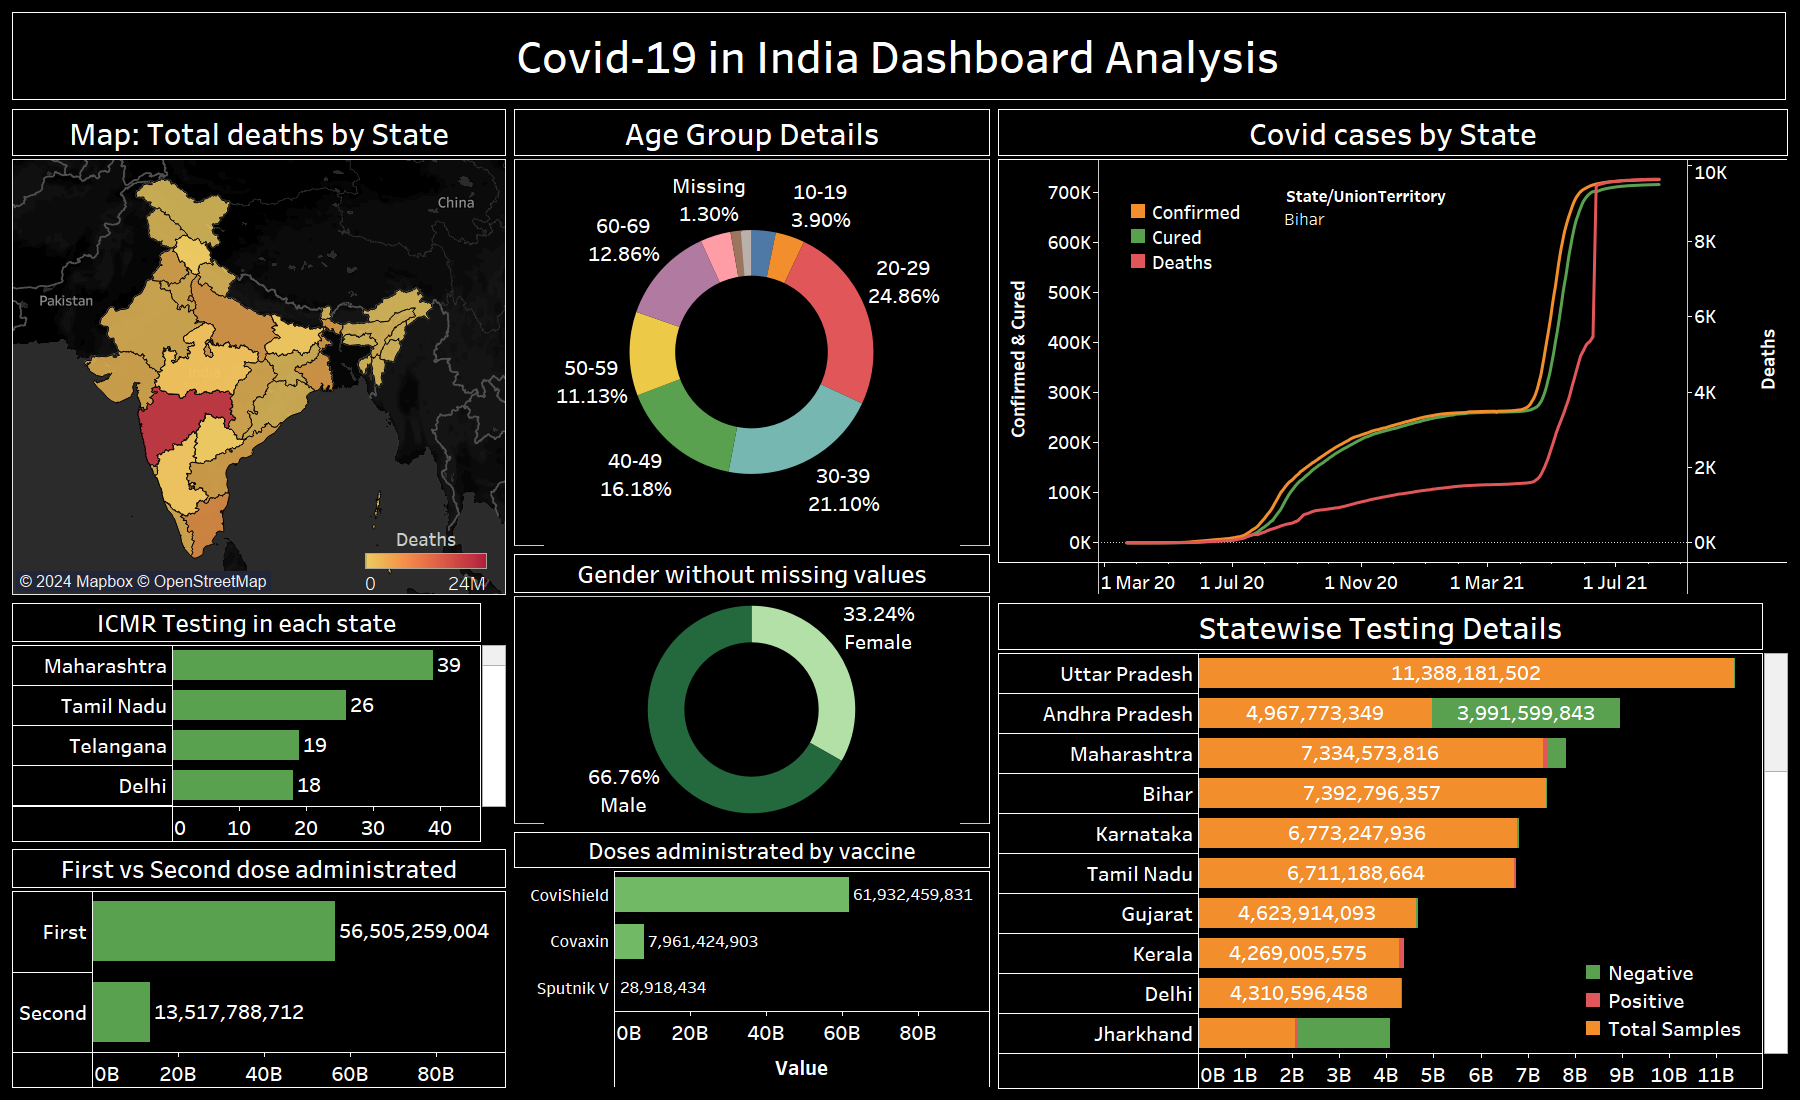 Covid-19 in India Dashboard Analysis
Map: Total deaths by State
China
Pakistan
India
Deaths
0
24M
© 2024 Mapbox © OpenStreetMap
Age Group Details
Missing
1.30%
10-19
3.90%
60-69
12.86%
20-29
24.86%
50-59
11.13%
40-49
16.18%
30-39
21.10%
Covid cases by State
Confirmed
Cured
Deaths
State/UnionTerritory
Bihar
Confirmed & Cured
700K
600K
500K
400K
300K
200K
100K
0K
10K
8K
6K
4K
2K
0K
Deaths
1 Mar 20
1 Jul 20
1 Nov 20
1 Mar 21
1 Jul 21
ICMR Testing in each state
Maharashtra 39
Tamil Nadu 26
Telangana 19
Delhi 18
0 10 20 30 40
Gender without missing values
33.24%
Female
66.76%
Male
First vs Second dose administrated
First 56,505,259,004
Second 13,517,788,712
0B 20B 40B 60B 80B
Doses administrated by vaccine
CoviShield 61,932,459,831
Covaxin 7,961,424,903
Sputnik V 28,918,434
0B 20B 40B 60B 80B
Value
Statewise Testing Details
Uttar Pradesh 11,388,181,502
Andhra Pradesh 4,967,773,349 3,991,599,843
Maharashtra 7,334,573,816
Bihar 7,392,796,357
Karnataka 6,773,247,936
Tamil Nadu 6,711,188,664
Gujarat 4,623,914,093
Kerala 4,269,005,575
Delhi 4,310,596,458
Jharkhand
Negative
Positive
Total Samples
0B 1B 2B 3B 4B 5B 6B 7B 8B 9B 10B 11B